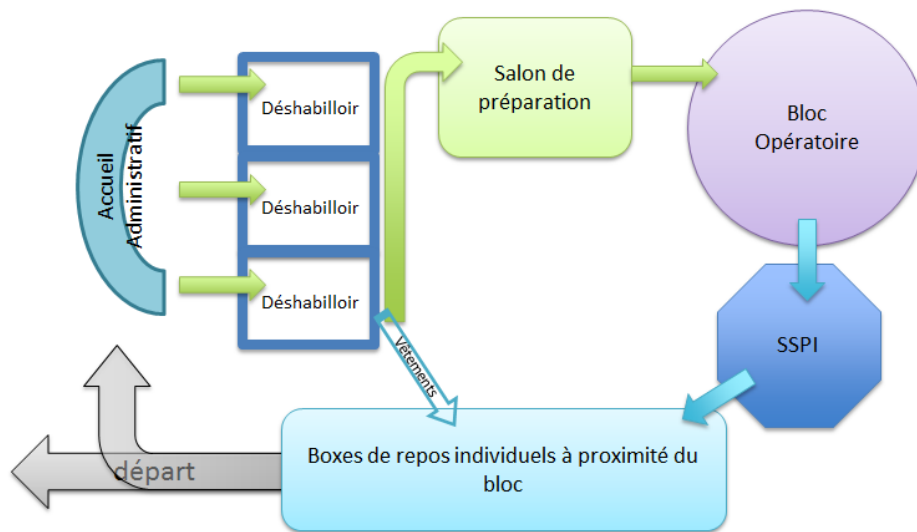 Accueil
Administratif
Déshabilloir
Déshabilloir
Déshabilloir
Salon de
préparation
Bloc
Opératoire
SSPI
Vêtements
Boxes de repos individuels à proximité du
bloc
départ